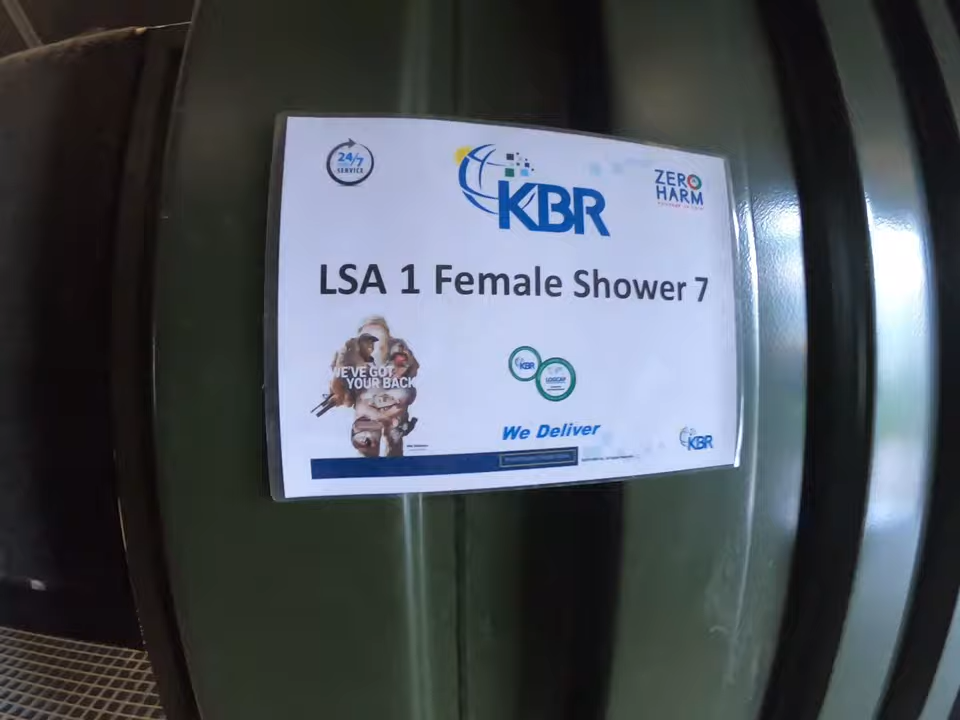 24/7
SERVICE
KBR
ZERO
HARM
LSA 1 Female Shower 7
WE'VE GOT
YOUR BACK
KBR
LOGCAP
We Deliver
KBR